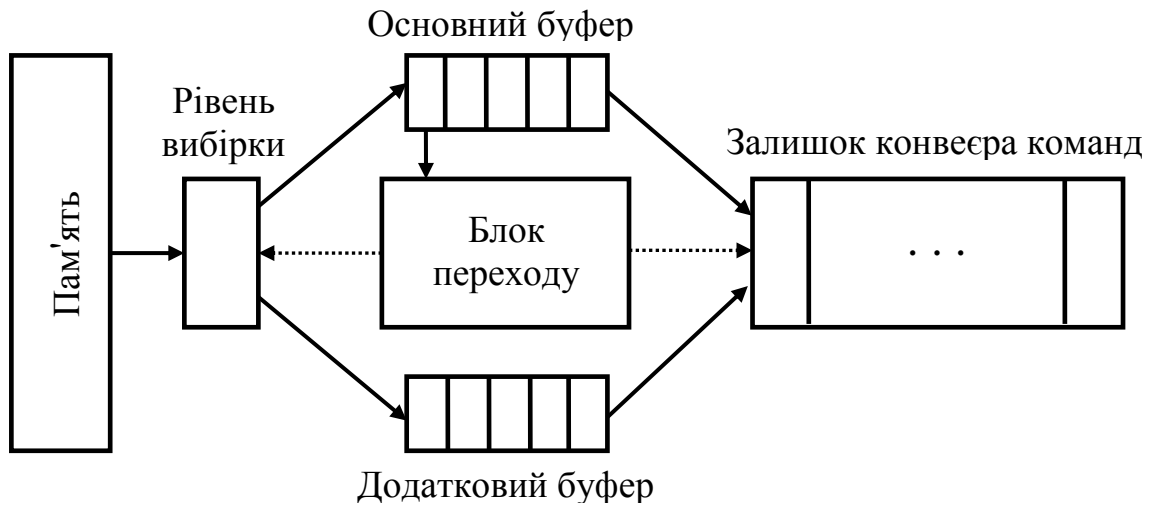 Основний буфер
Рівень
вибірки
Залишок конвеєра команд
Пам'ять
Блок
переходу
. . .
Додатковий буфер